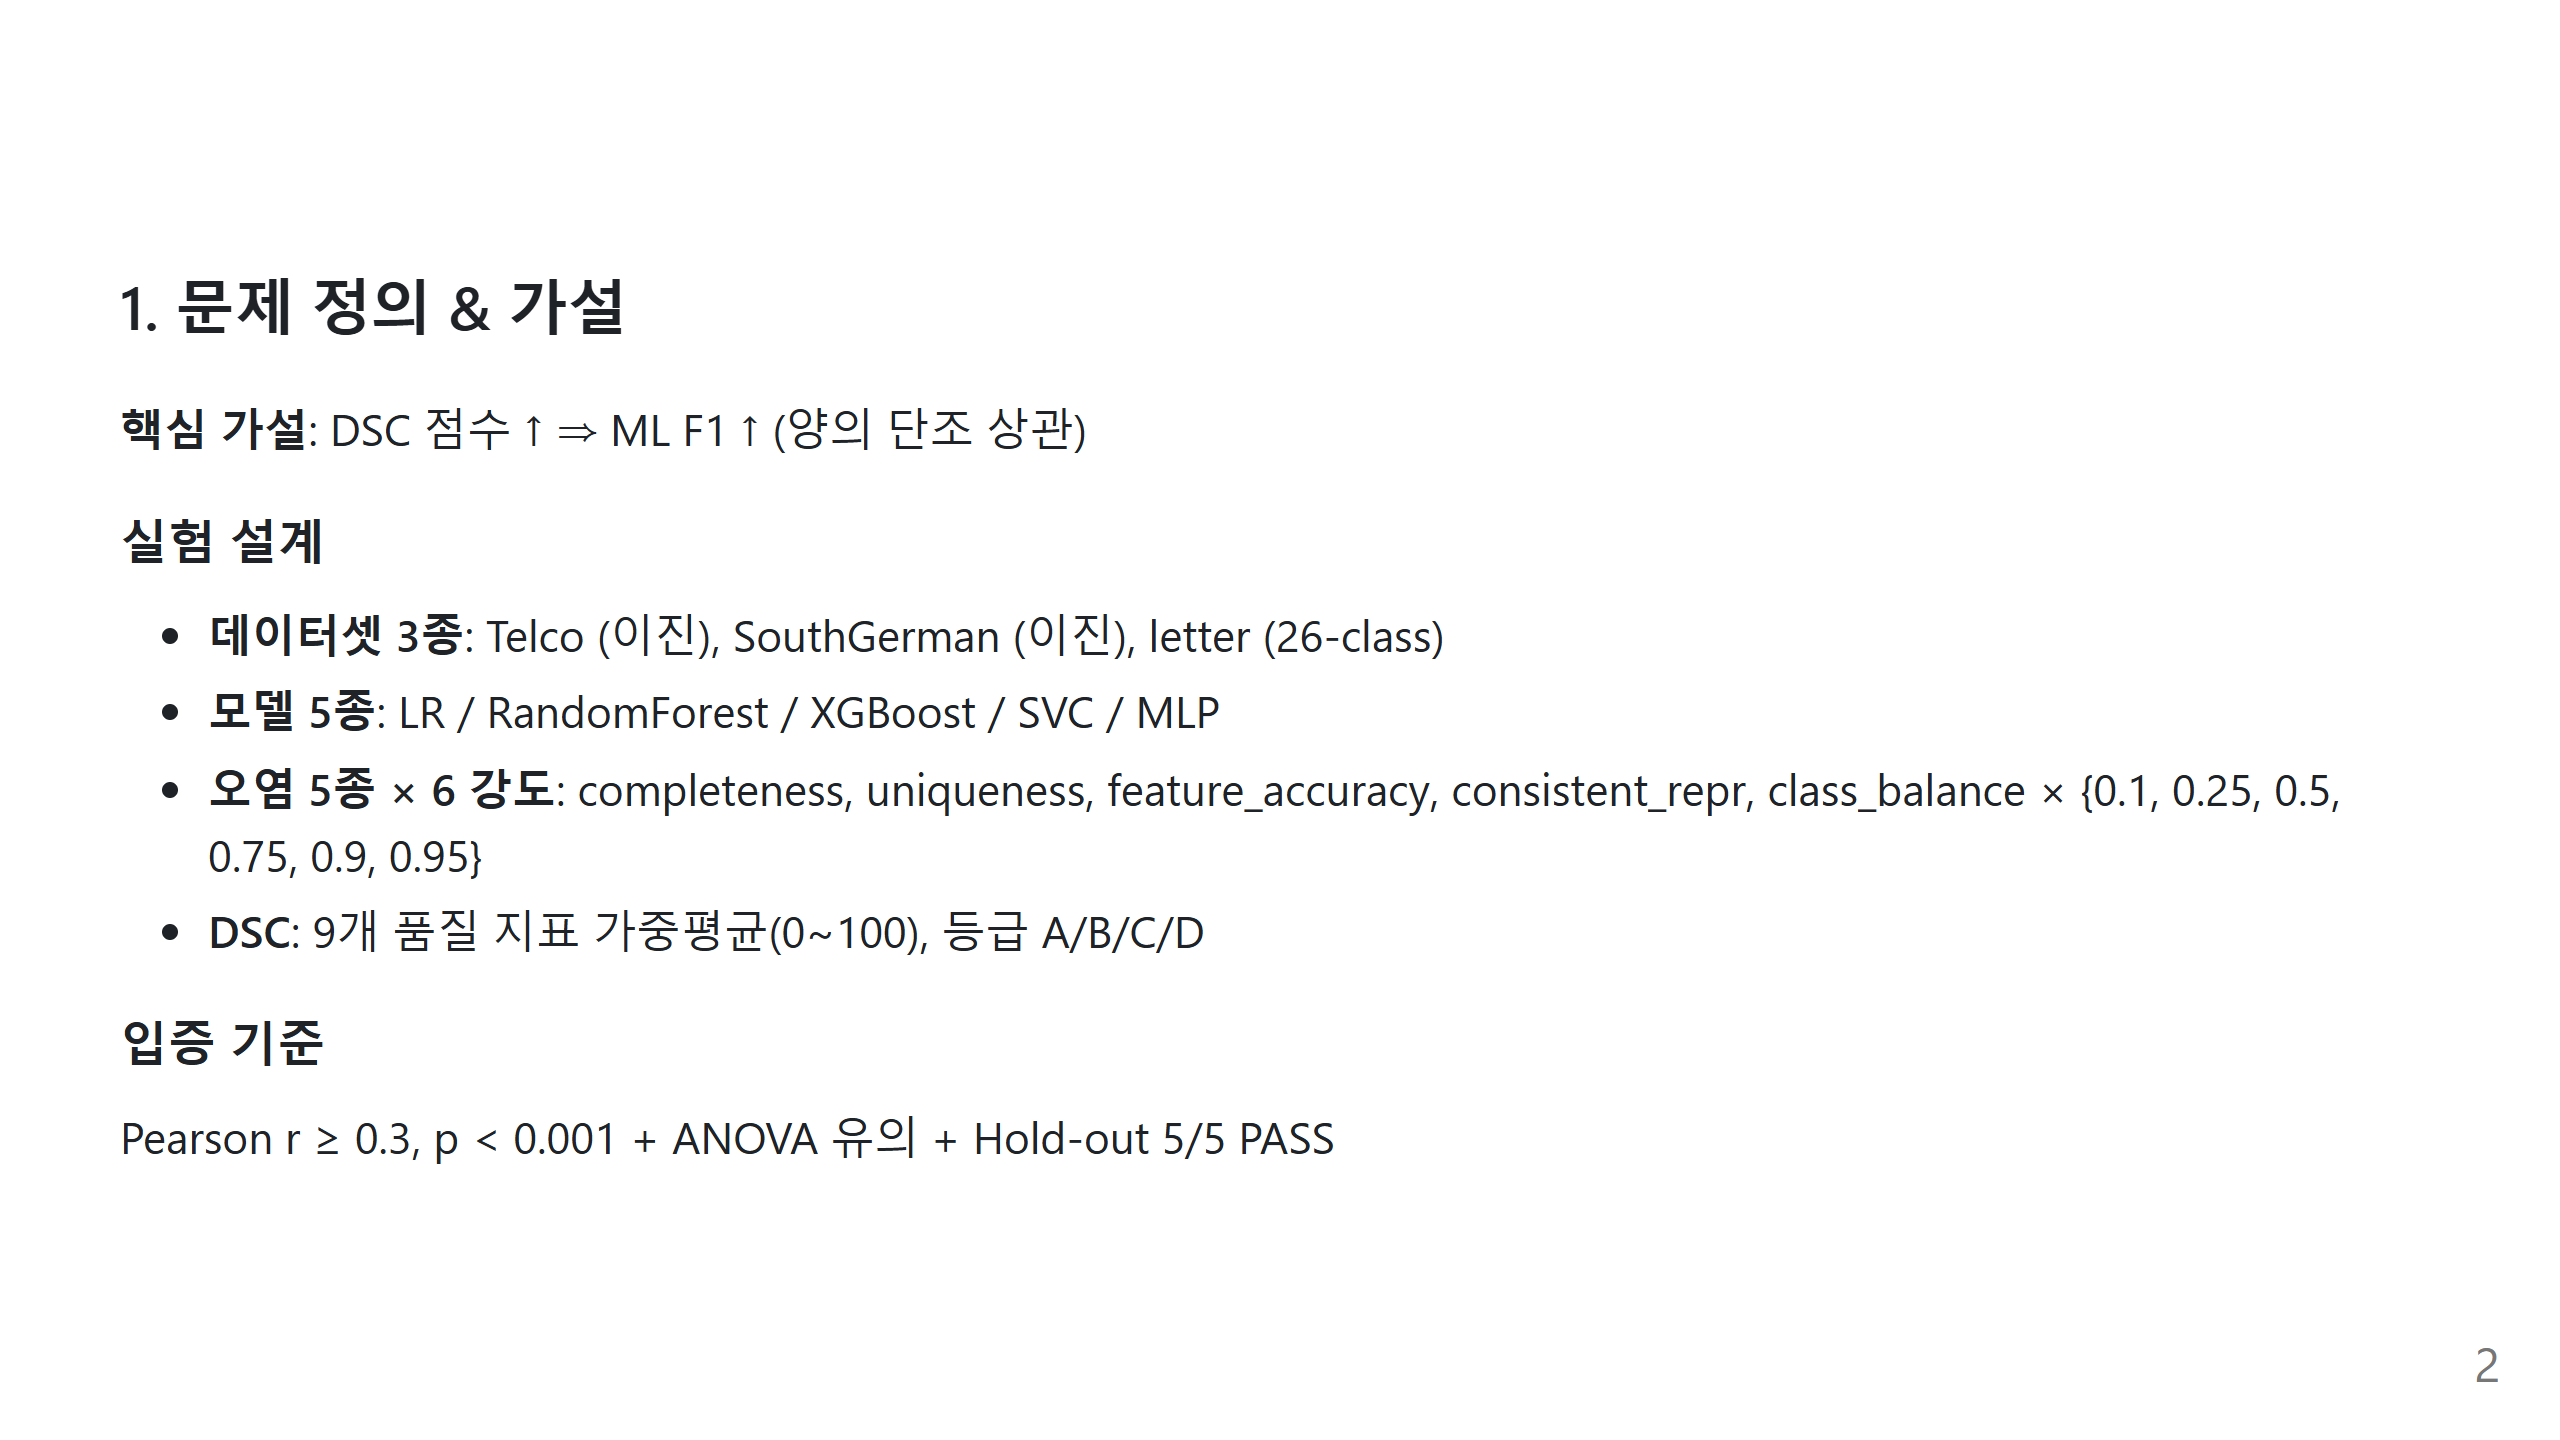 1. 문제 정의 & 가설
핵심 가설: DSC 점수 ↑ ⇒ ML F1 ↑ (양의 단조 상관)
실험 설계
• 데이터셋 3종: Telco (이진), SouthGerman (이진), letter (26-class)
• 모델 5종: LR / RandomForest / XGBoost / SVC / MLP
• 오염 5종 × 6 강도: completeness, uniqueness, feature_accuracy, consistent_repr, class_balance × {0.1, 0.25, 0.5,
0.75, 0.9, 0.95}
• DSC: 9개 품질 지표 가중평균(0~100), 등급 A/B/C/D
입증 기준
Pearson r ≥ 0.3, p < 0.001 + ANOVA 유의 + Hold-out 5/5 PASS
2